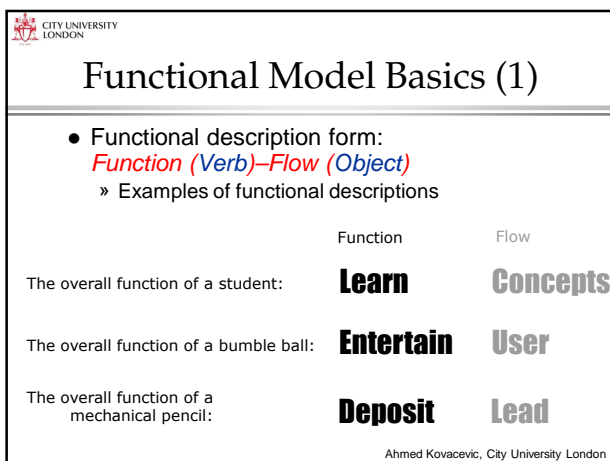 CITY UNIVERSITY
LONDON
Functional Model Basics (1)
● Functional description form:
Function (Verb)–Flow (Object)
» Examples of functional descriptions
Function Flow
The overall function of a student: Learn Concepts
The overall function of a bumble ball: Entertain User
The overall function of a
mechanical pencil: Deposit Lead
Ahmed Kovacevic, City University London